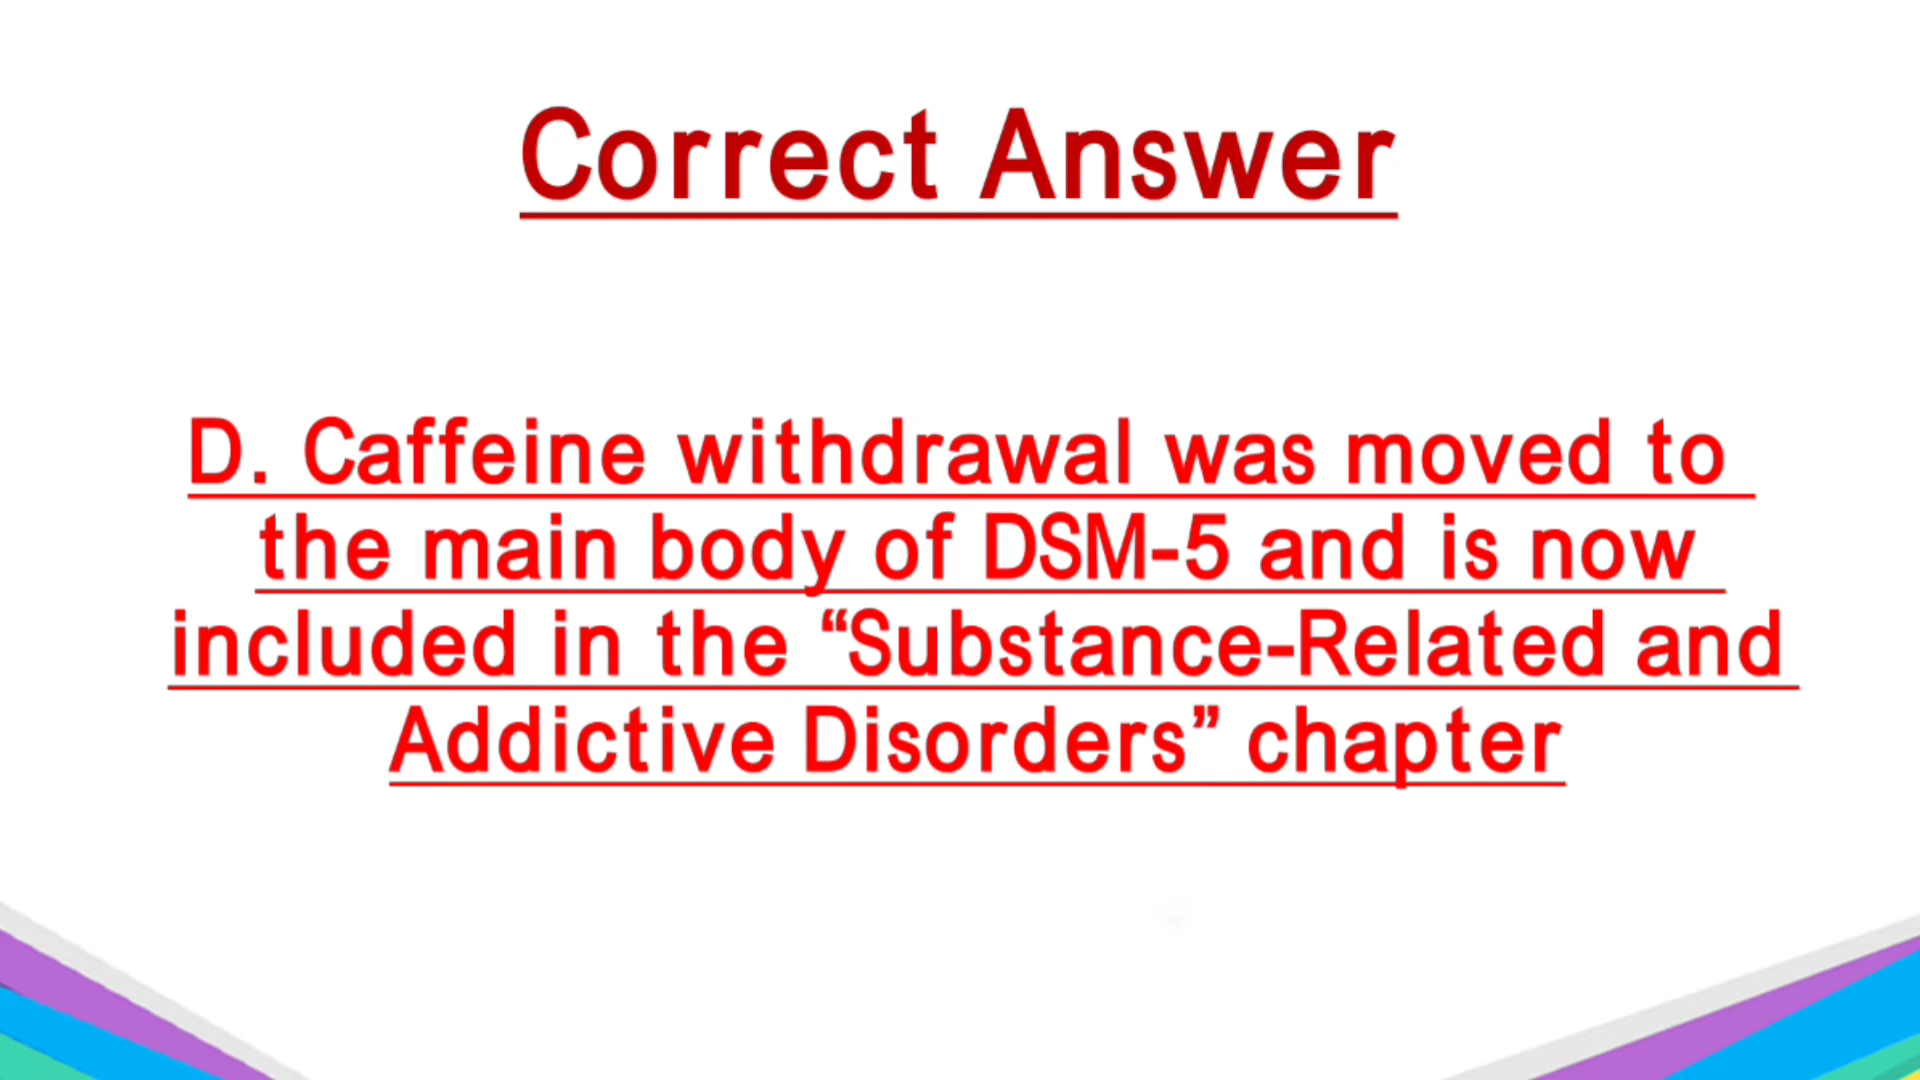 Correct Answer
D. Caffeine withdrawal was moved to
the main body of DSM-5 and is now
included in the “Substance-Related and
Addictive Disorders” chapter